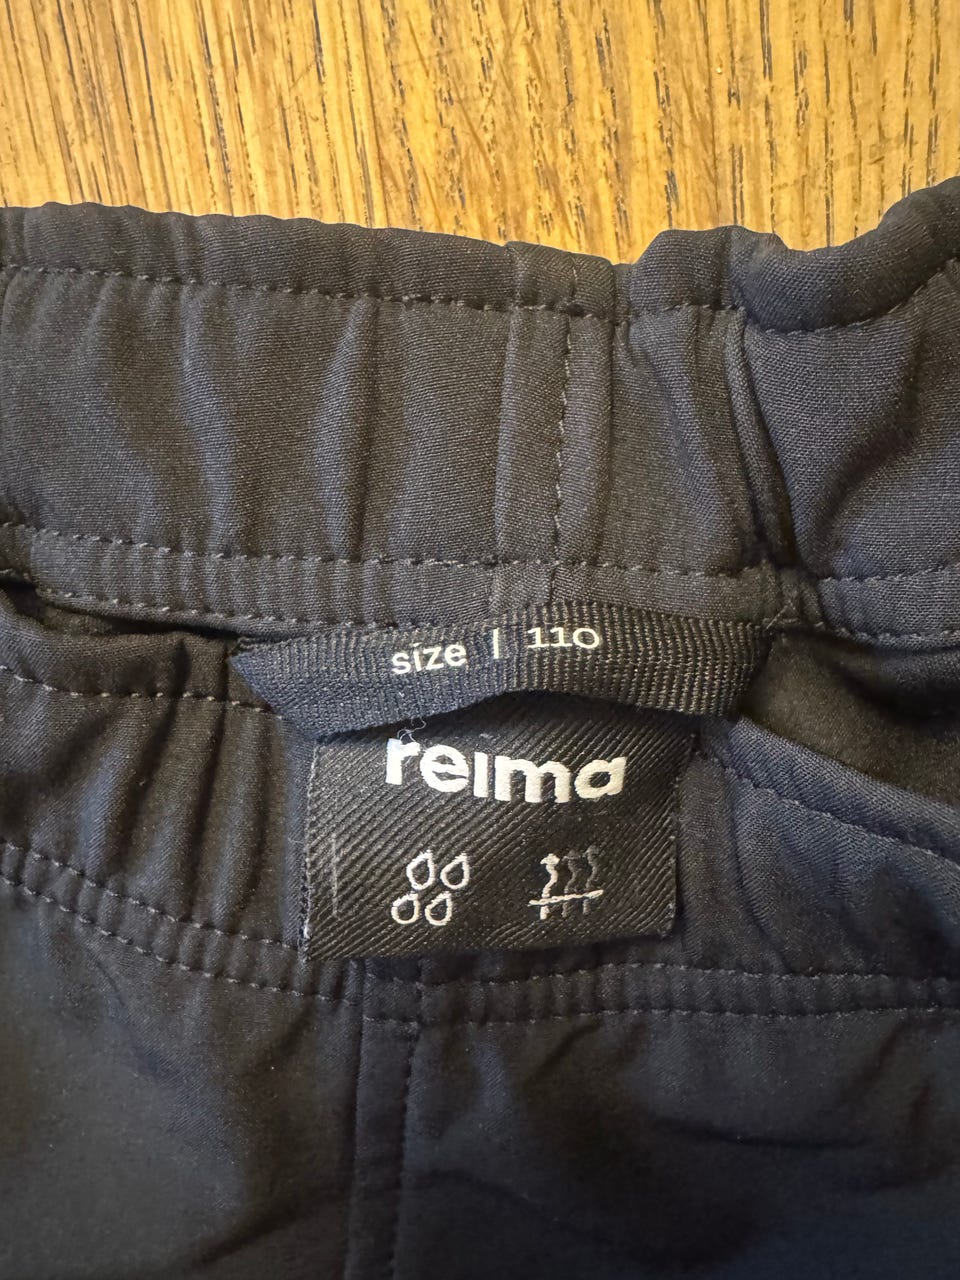 size | 110
reima